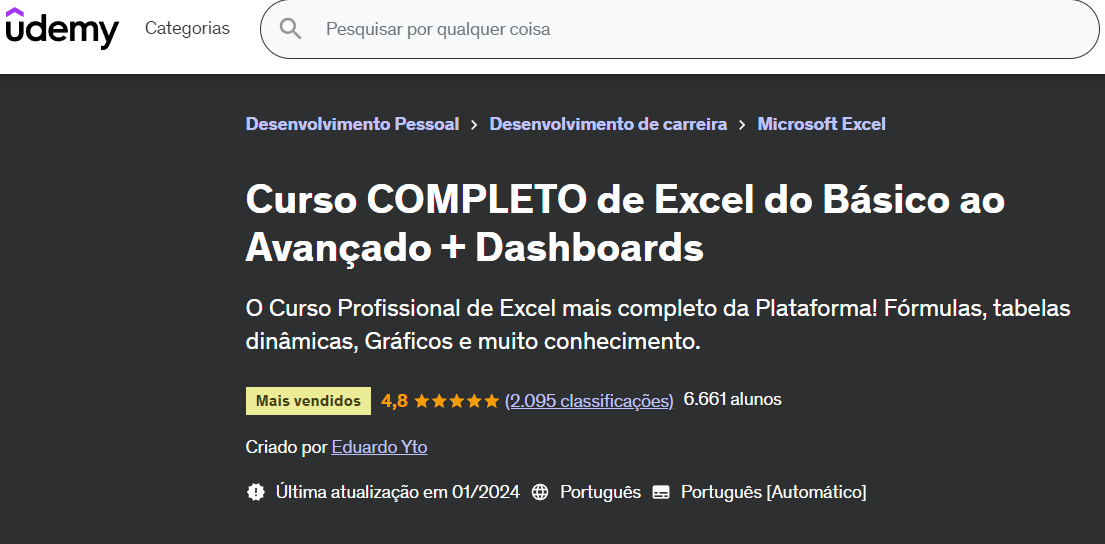 udemy Categorias Pesquisar por qualquer coisa
Desenvolvimento Pessoal > Desenvolvimento de carreira > Microsoft Excel
Curso COMPLETO de Excel do Básico ao
Avançado + Dashboards
O Curso Profissional de Excel mais completo da Plataforma! Fórmulas, tabelas
dinâmicas, Gráficos e muito conhecimento.
Mais vendidos 4,8 (2.095 classificações) 6.661 alunos
Criado por Eduardo Yto
Última atualização em 01/2024 Português Português [Automático]